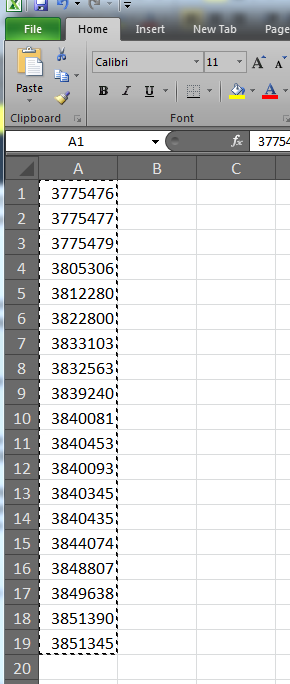 File Home Insert New Tab Page
Calibri 11 A A
Paste
B I U A
Clipboard Font
A1 fx 37754
A B C
1 3775476
2 3775477
3 3775479
4 3805306
5 3812280
6 3822800
7 3833103
8 3832563
9 3839240
10 3840081
11 3840453
12 3840093
13 3840345
14 3840435
15 3844074
16 3848807
17 3849638
18 3851390
19 3851345
20